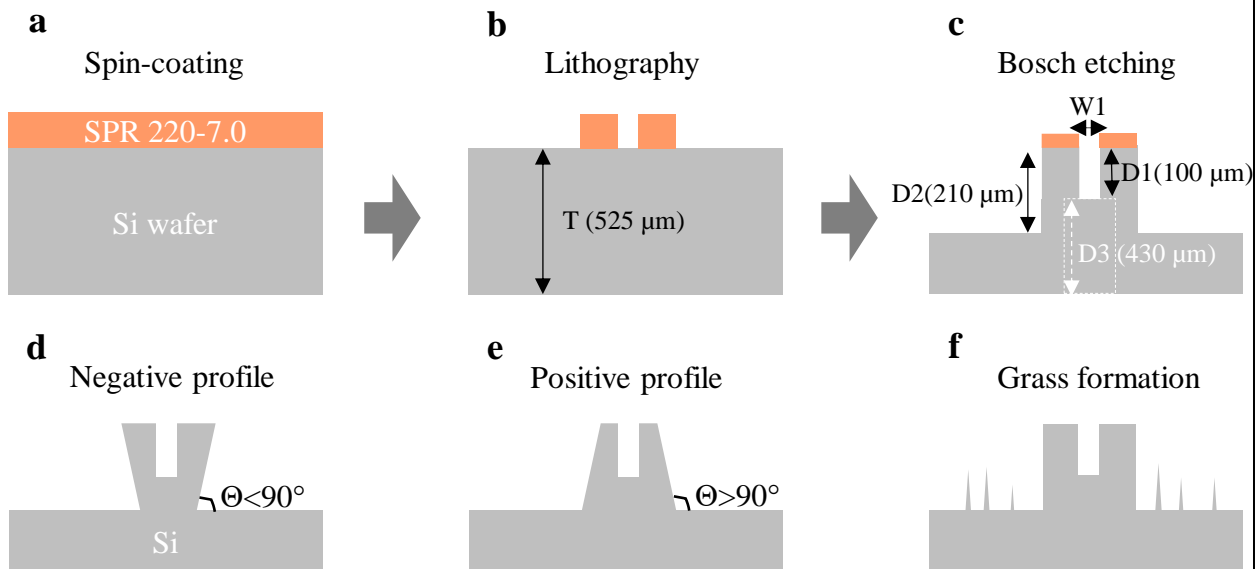 a
Spin-coating
SPR 220-7.0
Si wafer
b
Lithography
T (525 μm)
c
Bosch etching
W1
D1(100 μm)
D2(210 μm)
D3 (430 μm)
d
Negative profile
Θ<90°
Si
e
Positive profile
Θ>90°
f
Grass formation